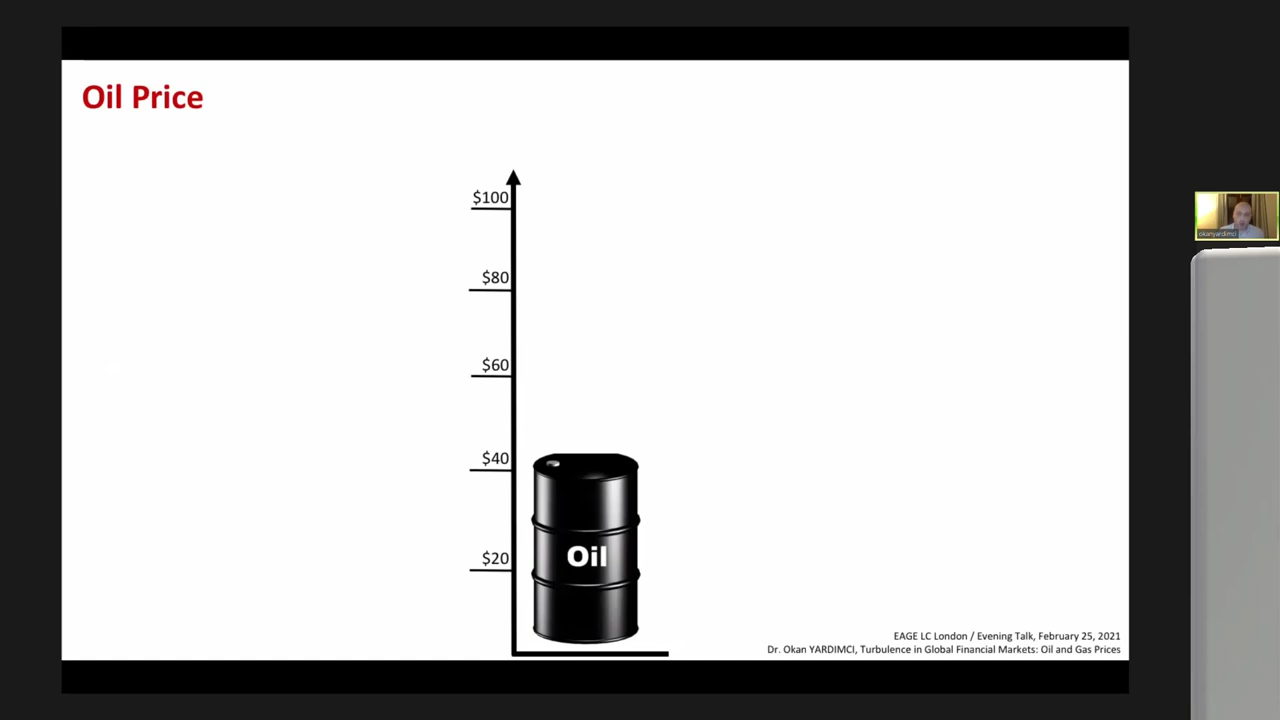 Oil Price
$100
$80
$60
$40
$20
Oil
EAGE LC London / Evening Talk, February 25, 2021
Dr. Okan YARDIMCI, Turbulence in Global Financial Markets: Oil and Gas Prices
okanyardimci